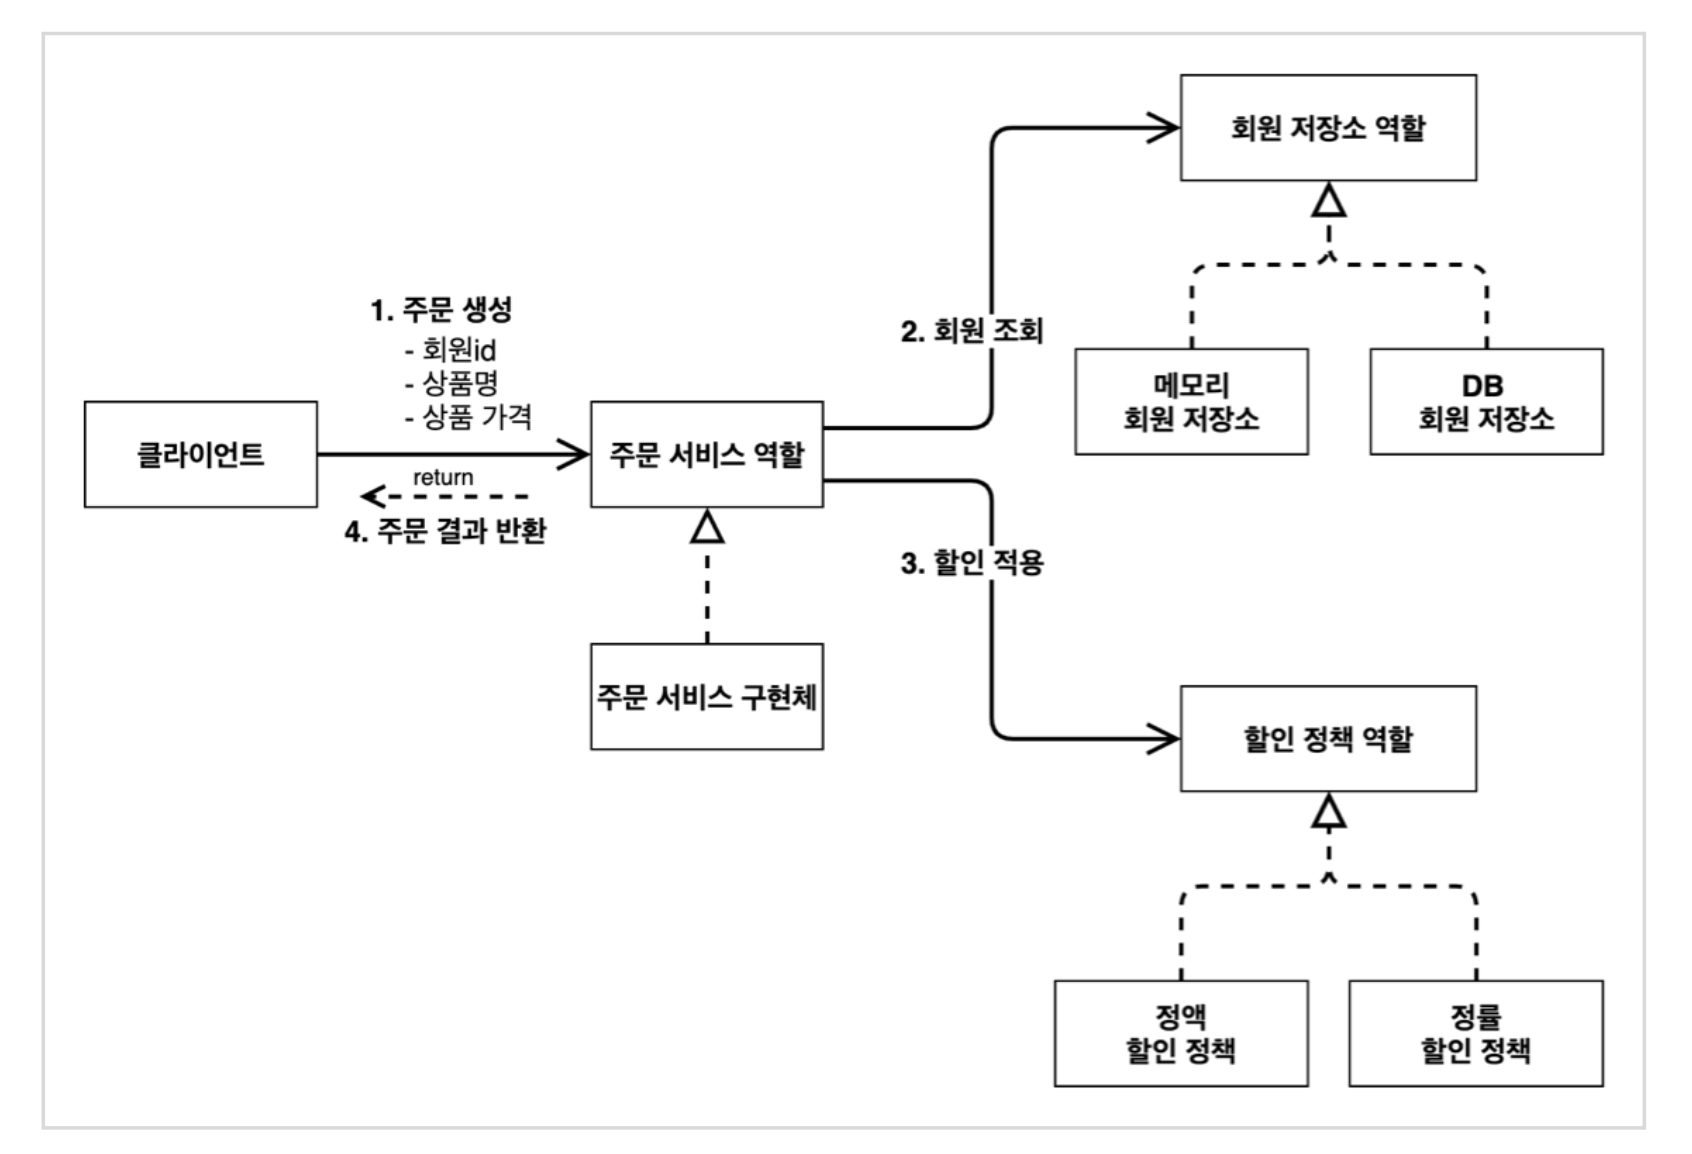 회원 저장소 역할
1. 주문 생성
- 회원id
- 상품명
- 상품 가격
2. 회원 조회
메모리
회원 저장소
DB
회원 저장소
클라이언트
주문 서비스 역할
return
4. 주문 결과 반환
3. 할인 적용
주문 서비스 구현체
할인 정책 역할
정액
할인 정책
정률
할인 정책